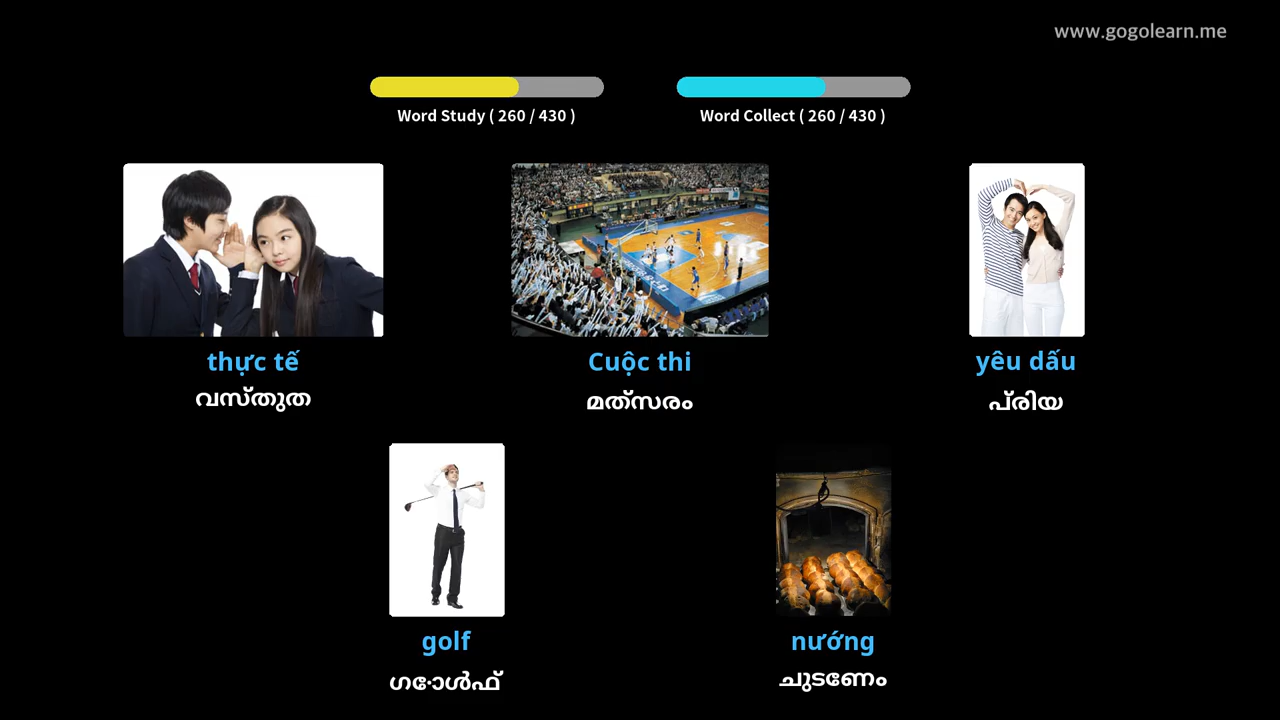 www.gogolearn.me
Word Study ( 260 / 430 )
Word Collect ( 260 / 430 )
thực tế
വസ്തുത
Cuộc thi
മത്സരം
yêu dấu
പ്രിയ
golf
ഗോൾഫ്
nướng
ചുടണേം